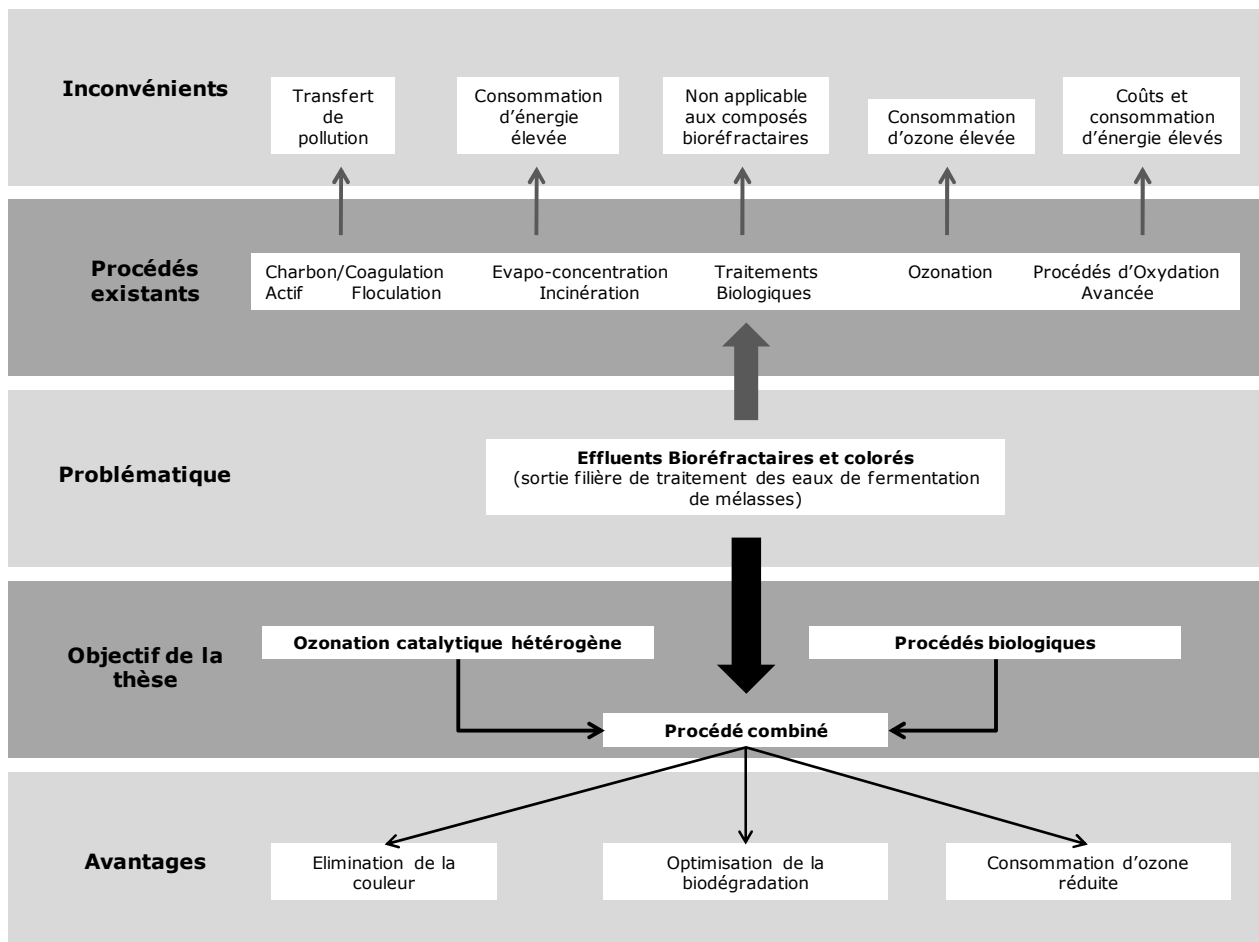 Inconvénients
Transfert
de
pollution
Consommation
d'énergie
élevée
Non applicable
aux composés
bioréfractaires
Consommation
d'ozone élevée
Coûts et
consommation
d'énergie élevés
Procédés
existants
Charbon/Coagulation
Actif Floculation
Evapo-concentration
Incinération
Traitements
Biologiques
Ozonation
Procédés d'Oxydation
Avancée
Problématique
Effluents Bioréfractaires et colorés
(sortie filière de traitement des eaux de fermentation
de mélasses)
Objectif de la
thèse
Ozonation catalytique hétérogène
Procédés biologiques
Procédé combiné
Avantages
Elimination de la
couleur
Optimisation de la
biodégradation
Consommation d'ozone
réduite